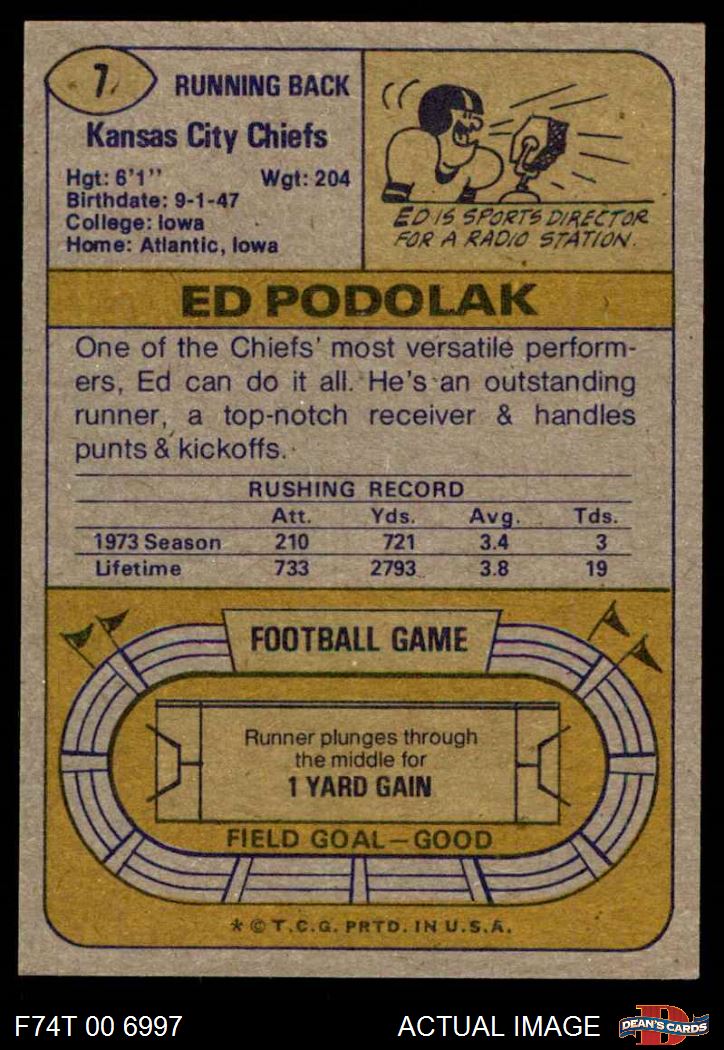 7
RUNNING BACK
Kansas City Chiefs
Hgt: 6'1'' Wgt: 204
Birthdate: 9-1-47
College: Iowa
Home: Atlantic, Iowa
ED IS SPORTS DIRECTOR
FOR A RADIO STATION.
ED PODOLAK
One of the Chiefs' most versatile perform-
ers, Ed can do it all. He's an outstanding
runner, a top-notch receiver & handles
punts & kickoffs.
RUSHING RECORD
Att. Yds. Avg. Tds.
1973 Season 210 721 3.4 3
Lifetime 733 2793 3.8 19
FOOTBALL GAME
Runner plunges through
the middle for
1 YARD GAIN
FIELD GOAL—GOOD
* © T.C.G. PRTD. IN U.S.A.
F74T 00 6997
ACTUAL IMAGE
D
DEAN'S CARDS